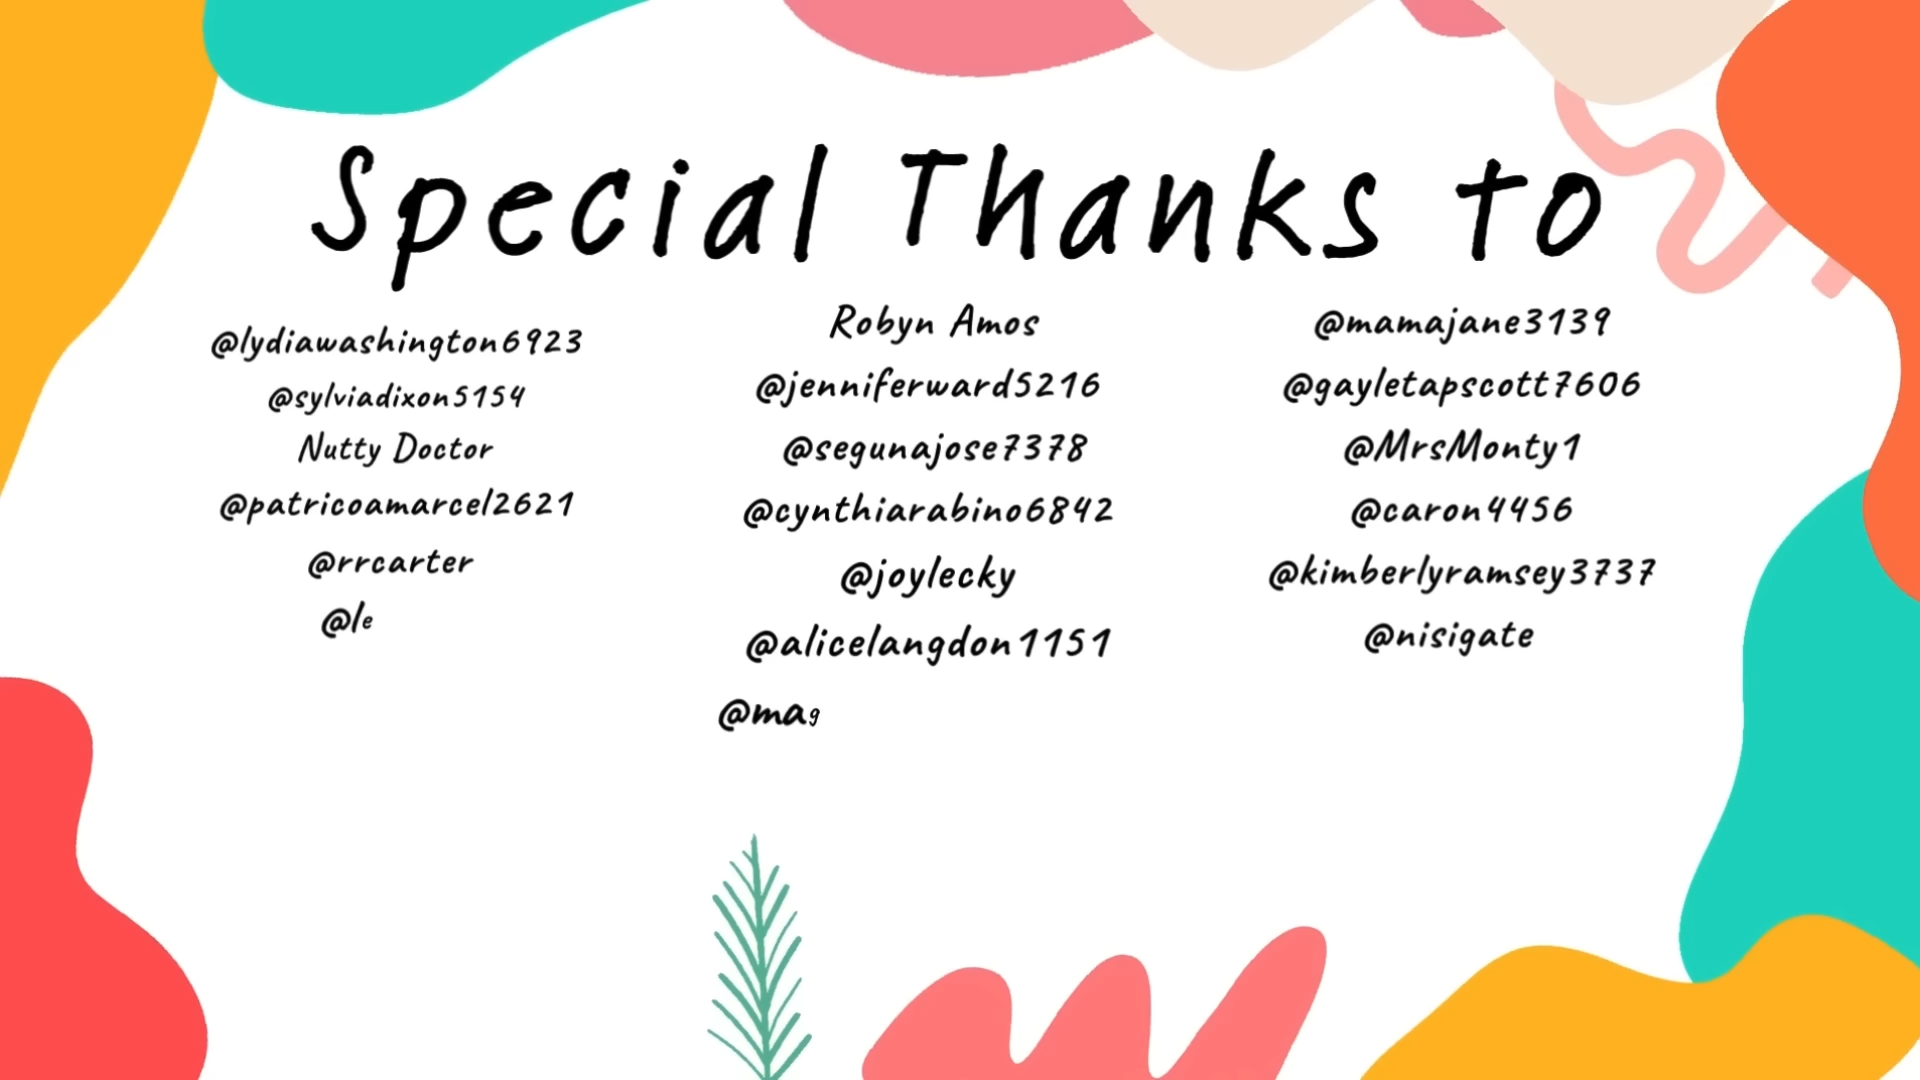 Special Thanks to
@lydiawashington6923
@sylviadixon5154
Nutty Doctor
@patricoamarcel2621
@rrcarter
@le
Robyn Amos
@jenniferward5216
@segunajose7378
@cynthiarabino6842
@joylecky
@alicelangdon1151
@mag
@mamajane3139
@gayletapscott7606
@MrsMonty1
@caron4456
@kimberlyramsey3737
@nisigate